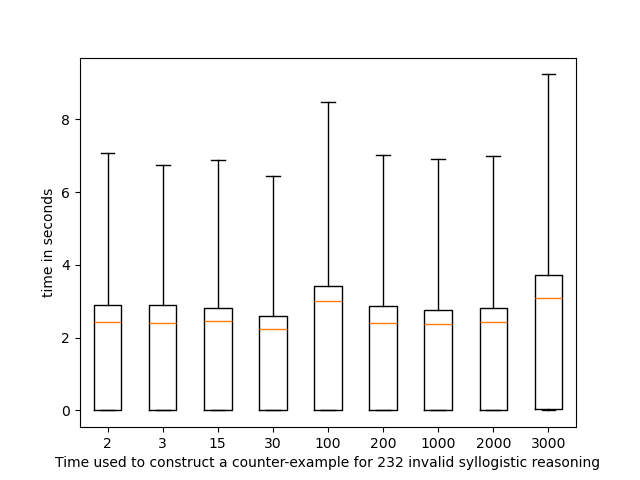 8
6
4
2
0
time in seconds
2 3 15 30 100 200 1000 2000 3000
Time used to construct a counter-example for 232 invalid syllogistic reasoning